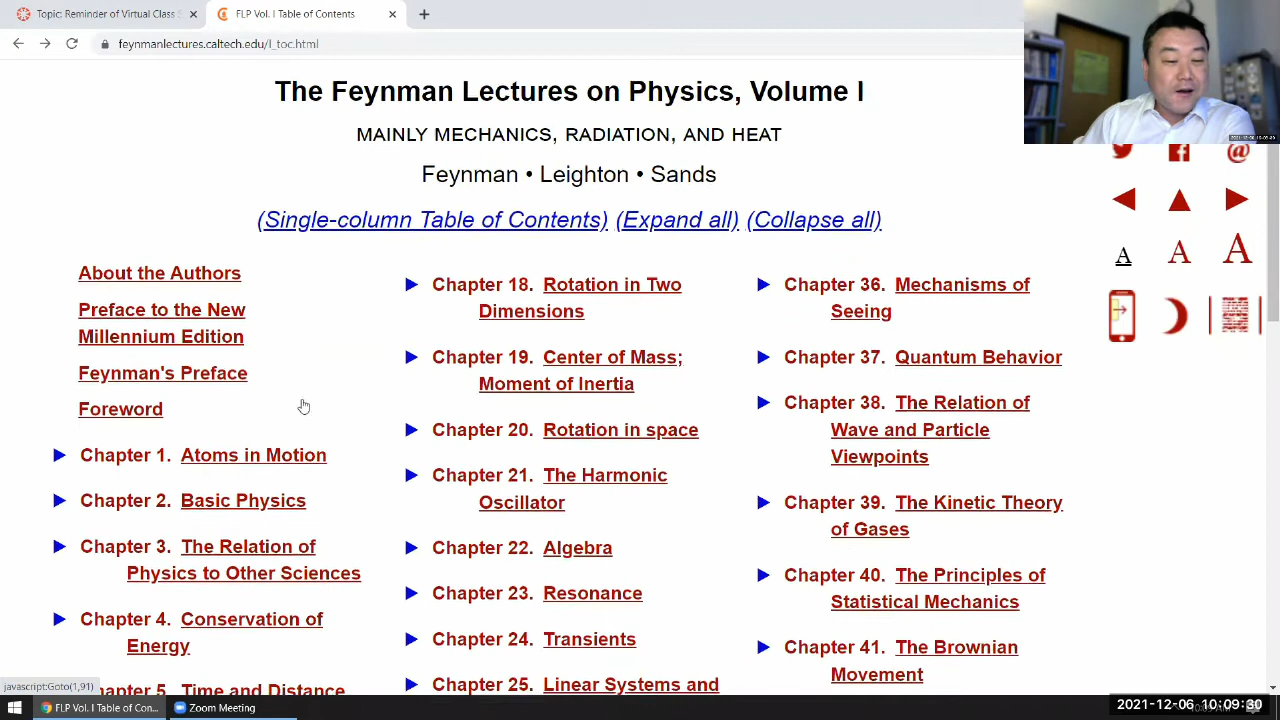 Topic: Reminder of Virtual Class S
FLP Vol. I Table of Contents
feynmanlectures.caltech.edu/I_toc.html
The Feynman Lectures on Physics, Volume I
MAINLY MECHANICS, RADIATION, AND HEAT
Feynman • Leighton • Sands
(Single-column Table of Contents) (Expand all) (Collapse all)
About the Authors
Preface to the New
Millennium Edition
Feynman's Preface
Foreword
Chapter 1. Atoms in Motion
Chapter 2. Basic Physics
Chapter 3. The Relation of
Physics to Other Sciences
Chapter 4. Conservation of
Energy
hapter 5. Time and Distance
Chapter 18. Rotation in Two
Dimensions
Chapter 19. Center of Mass;
Moment of Inertia
Chapter 20. Rotation in space
Chapter 21. The Harmonic
Oscillator
Chapter 22. Algebra
Chapter 23. Resonance
Chapter 24. Transients
Chapter 25. Linear Systems and
Chapter 36. Mechanisms of
Seeing
Chapter 37. Quantum Behavior
Chapter 38. The Relation of
Wave and Particle
Viewpoints
Chapter 39. The Kinetic Theory
of Gases
Chapter 40. The Principles of
Statistical Mechanics
Chapter 41. The Brownian
Movement
A A A
javascript:Goto(1,91)
FLP Vol. I Table of Con...
Zoom Meeting
2021-12-06 10:09:30